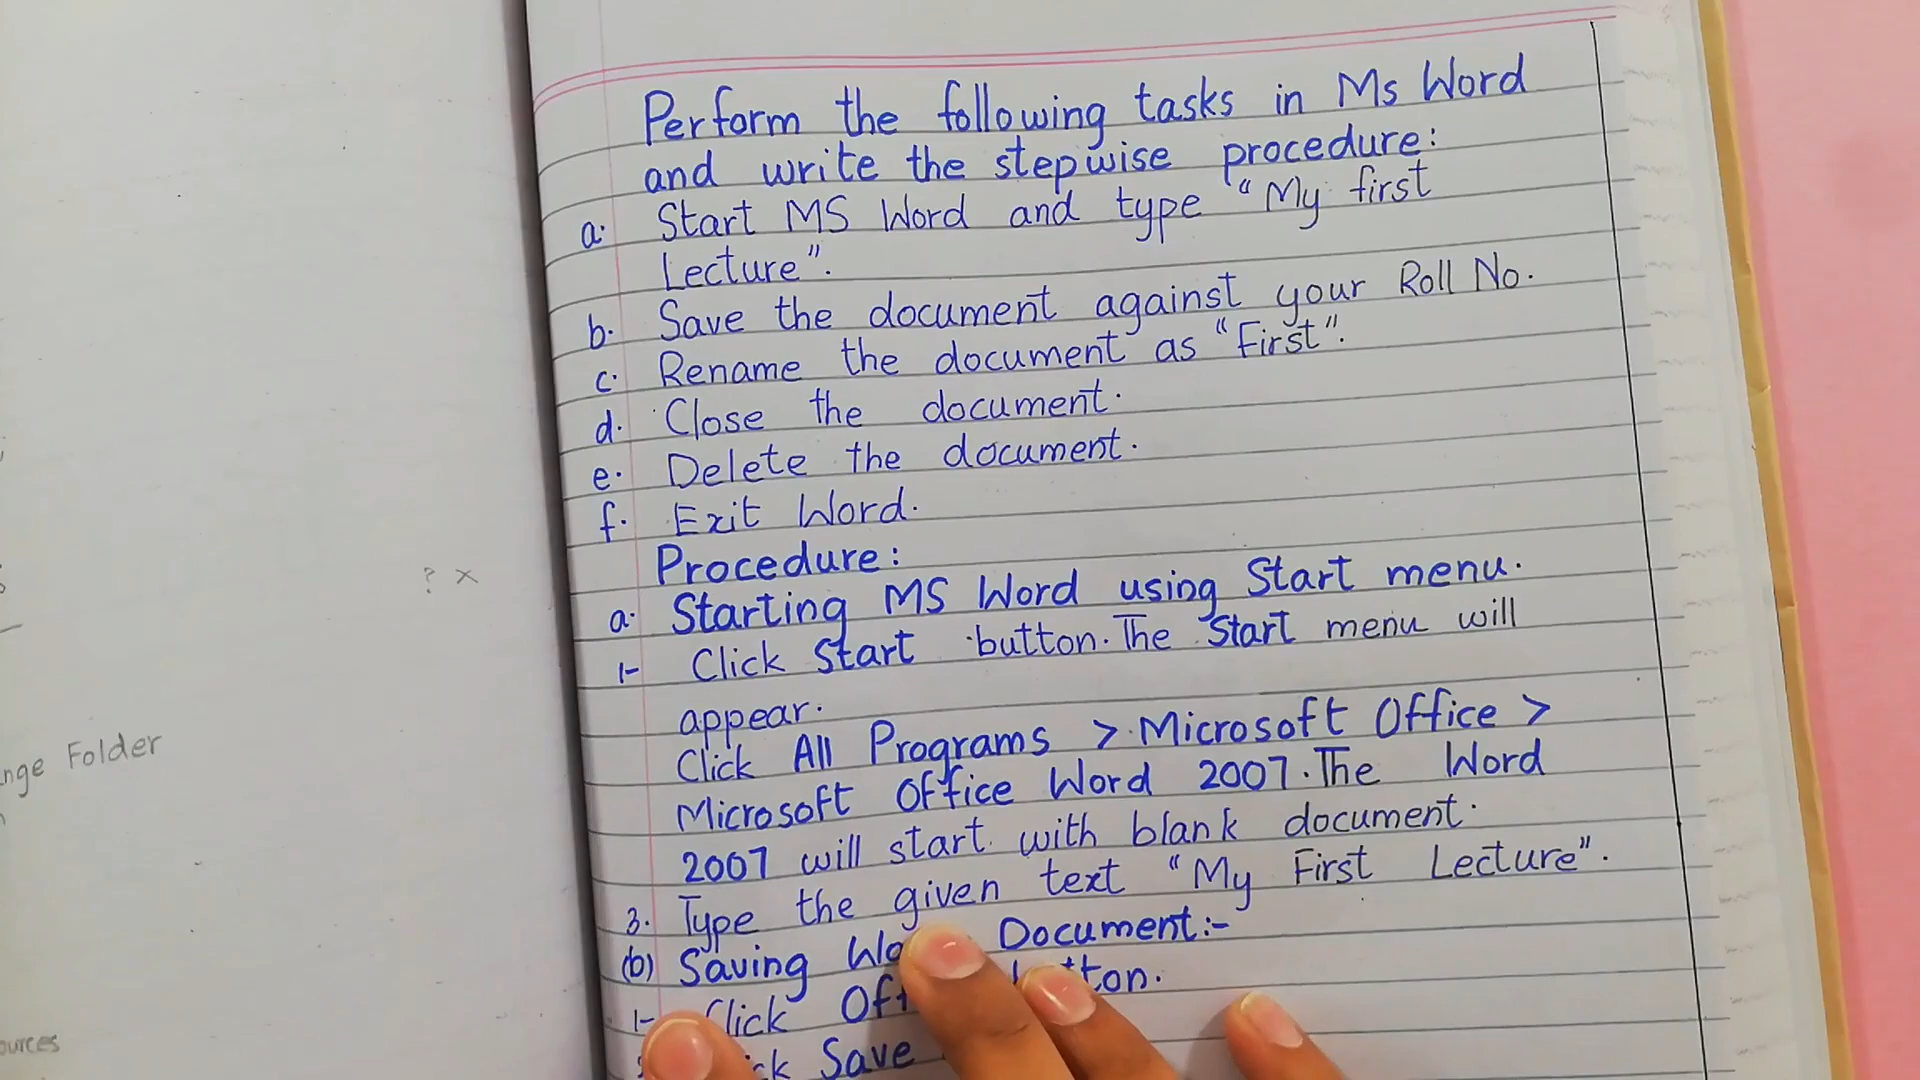 ? ×
nge Folder
ources
Perform the following tasks in Ms Word
and write the stepwise procedure:
a. Start MS Word and type "My first
Lecture".
b. Save the document against your Roll No.
c. Rename the document as "First".
d. Close the document.
e. Delete the document.
f. Exit Word.
Procedure:
a. Starting MS Word using Start menu.
1- Click Start button. The Start menu will
appear.
Click All Programs > Microsoft Office >
Microsoft Office Word 2007. The Word
2007 will start with blank document.
3. Type the given text "My First Lecture".
(b) Saving Document:-
1- Click
Save